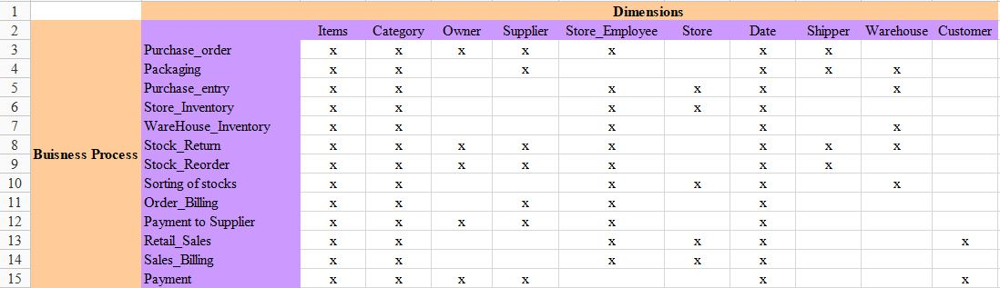 1 Dimensions
2 Items Category Owner Supplier Store_Employee Store Date Shipper Warehouse Customer
3 Purchase_order x x x x x x x
4 Packaging x x x x x x
5 Purchase_entry x x x x x x
6 Store_Inventory x x x x x
7 WareHouse_Inventory x x x x x
8 Buisness Process Stock_Return x x x x x x x x
9 Stock_Reorder x x x x x x x
10 Sorting of stocks x x x x x x
11 Order_Billing x x x x x
12 Payment to Supplier x x x x x x
13 Retail_Sales x x x x x x
14 Sales_Billing x x x x x
15 Payment x x x x x x